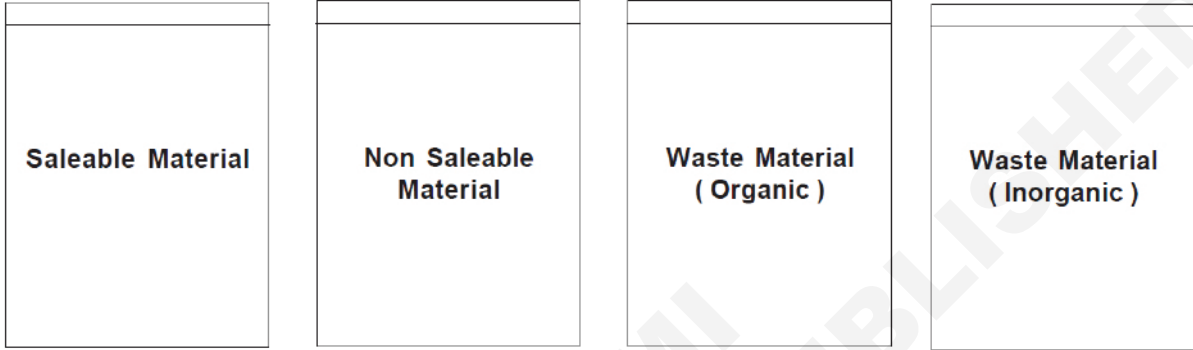 Saleable Material
Non Saleable
Material
Waste Material
( Organic )
Waste Material
( Inorganic )